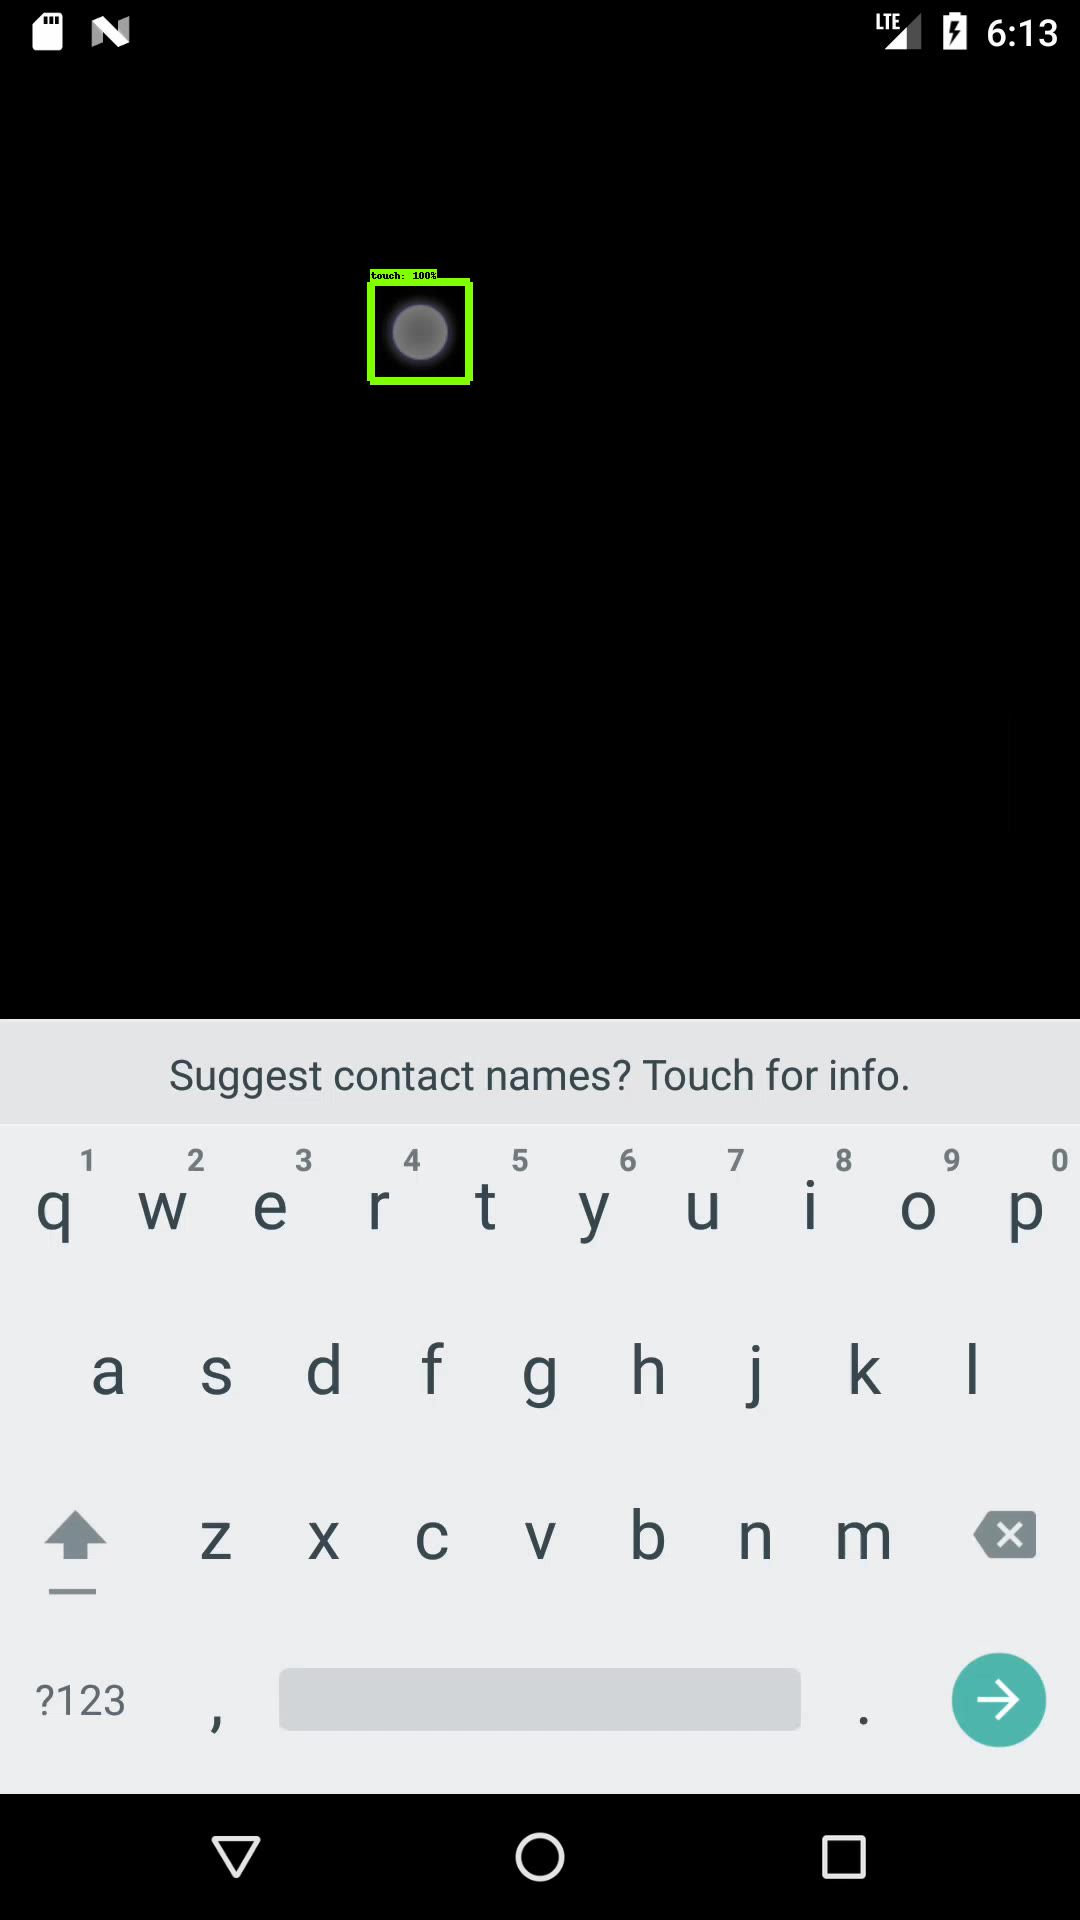 LTE 6:13
touch: 100%
Suggest contact names? Touch for info.
1 2 3 4 5 6 7 8 9 0
q w e r t y u i o p
a s d f g h j k l
z x c v b n m
?123 , .